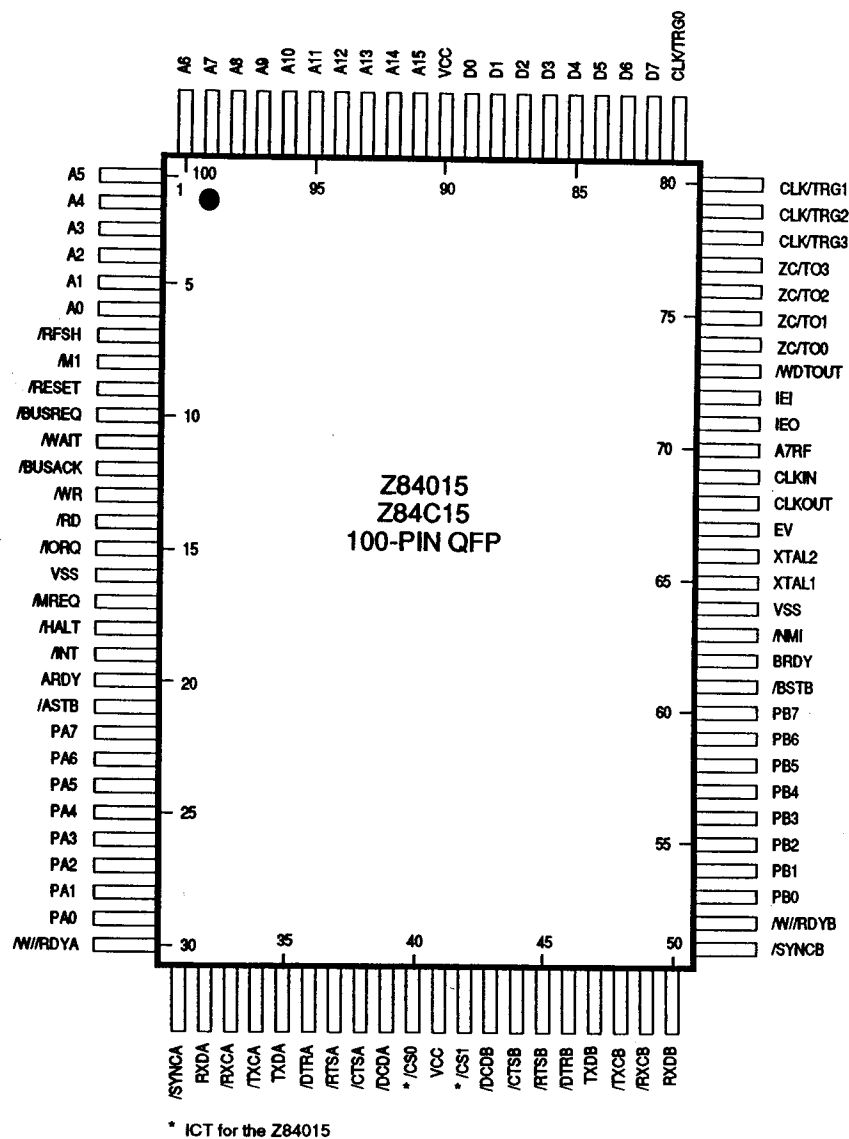 A6 A7 A8 A9 A10 A11 A12 A13 A14 A15 VCC D0 D1 D2 D3 D4 D5 D6 D7 CLK/TRG0
100 95 90 85 80
A5 1 CLK/TRG1
A4 CLK/TRG2
A3 CLK/TRG3
A2 ZC/TO3
A1 5 ZC/TO2
A0 75 ZC/TO1
/RFSH ZC/TO0
/M1 /WDTOUT
/RESET IEI
/BUSREQ 10 IEO
/WAIT 70 A7RF
/BUSACK CLKIN
/WR CLKOUT
/RD EV
/IORQ 15 XTAL2
VSS 65 XTAL1
/MREQ VSS
/HALT /NMI
/INT BRDY
ARDY 20 /BSTB
/ASTB 60 PB7
PA7 PB6
PA6 PB5
PA5 PB4
PA4 25 PB3
PA3 55 PB2
PA2 PB1
PA1 PB0
PA0 /W//RDYB
/W//RDYA 30 /SYNCB
Z84015
Z84C15
100-PIN QFP
35 40 45 50
/SYNCA RXDA /RXCA /TXCA TXDA /DTRA /RTSA /CTSA /DCDA * /CS0 VCC * /CS1 /DCDB /CTSB /RTSB /DTRB TXDB /TXCB /RXCB RXDB
* ICT for the Z84015